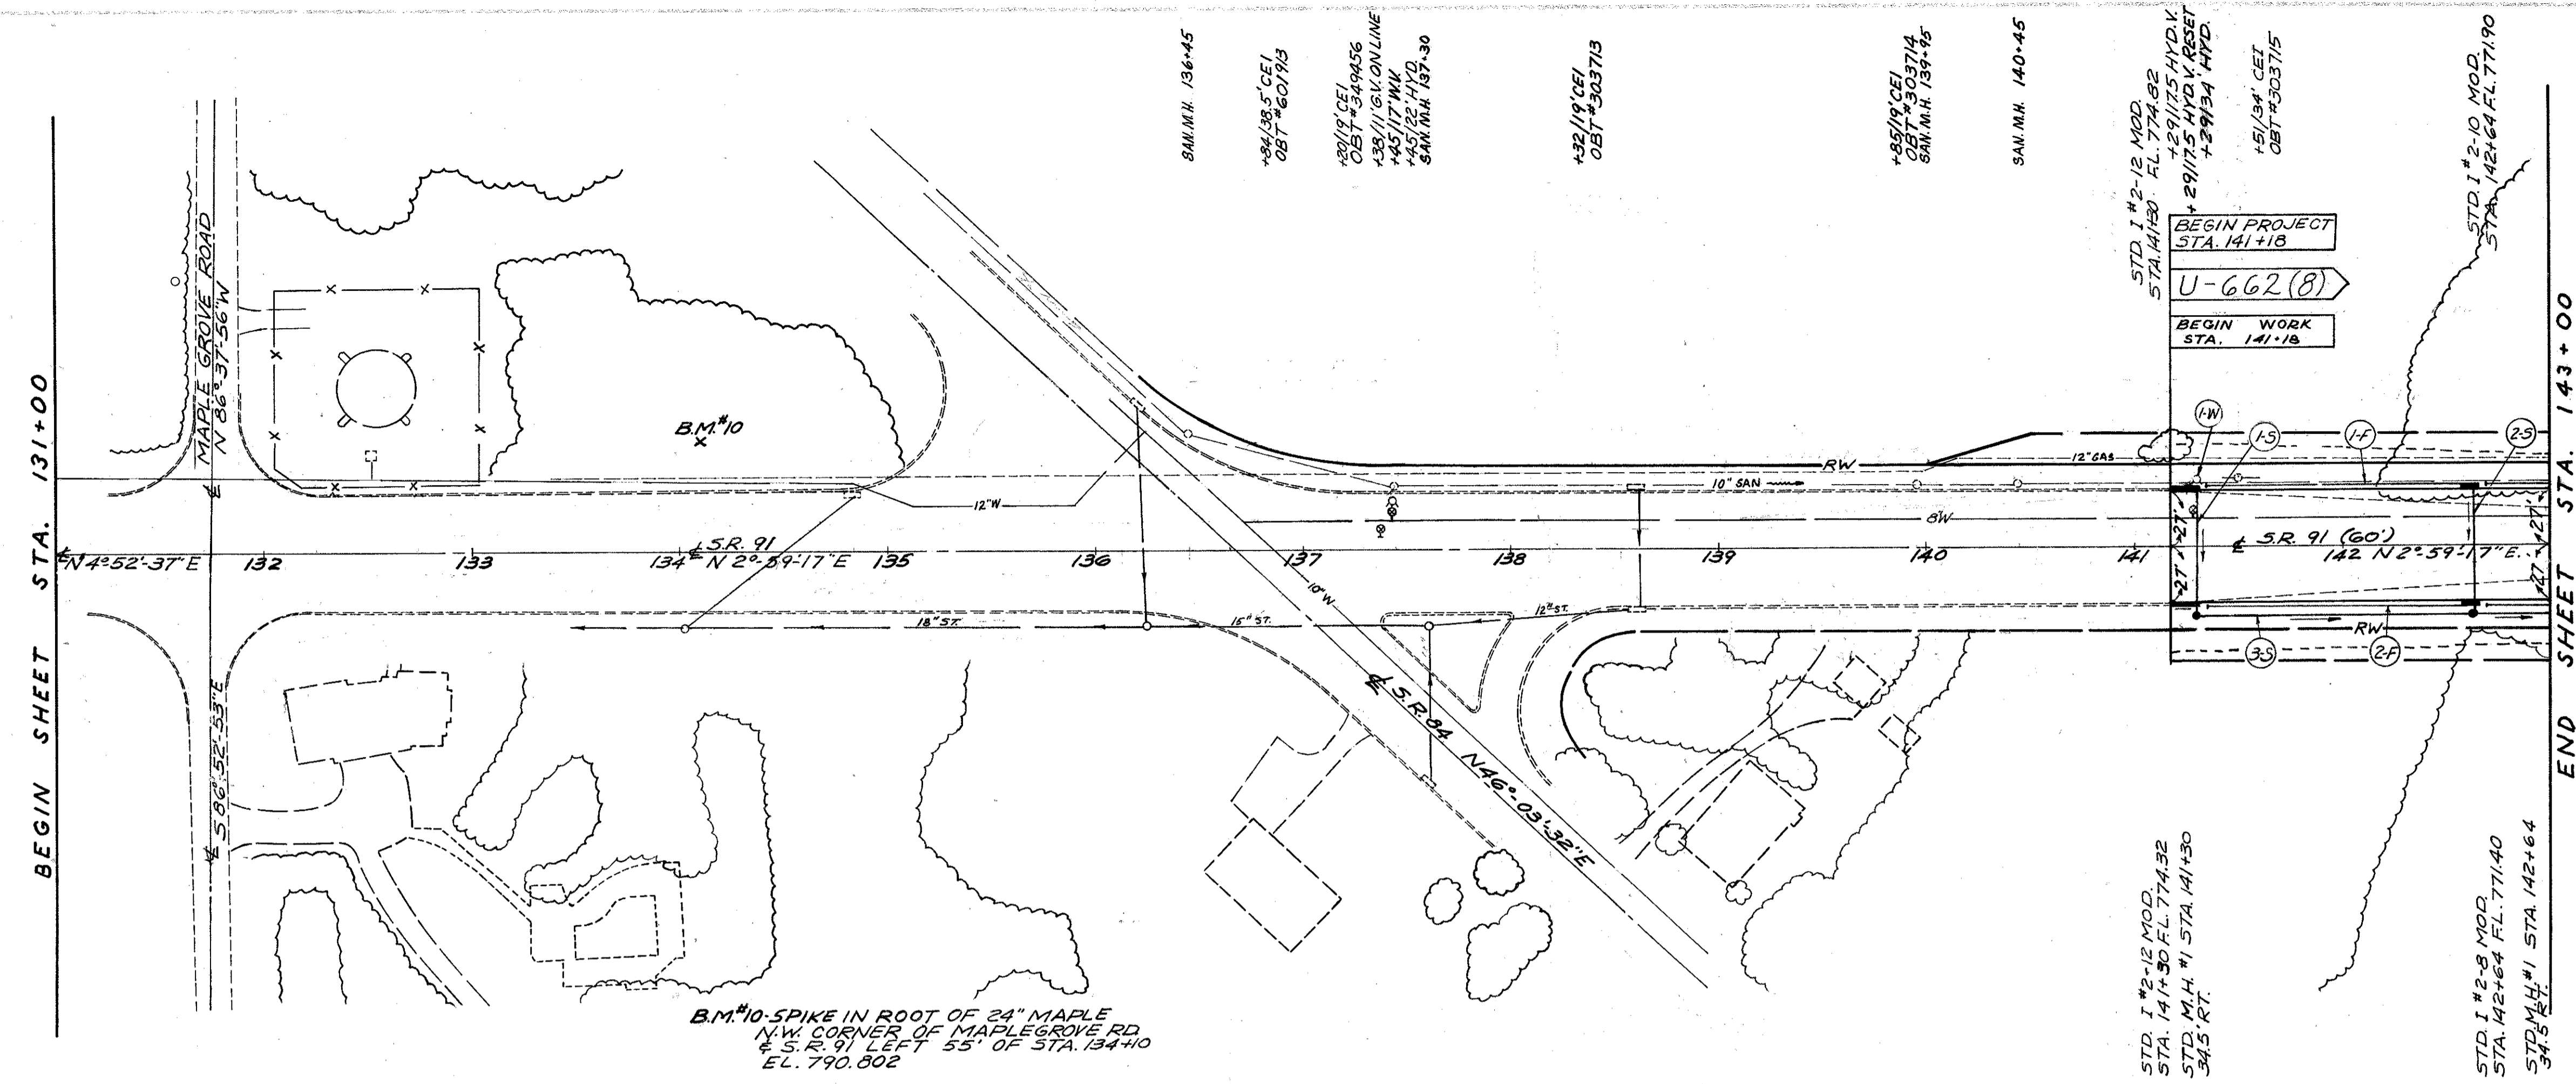 SAN. M.H. 136+45
+84/38.5' CEI
OBT #601913
+20/19' CEI
OBT #349456
+38/11' G.V. ON LINE
+45/17' W.V.
+45/22' HYD.
SAN. M.H. 137+30
+32/19' CEI
OBT #303713
+85/19' CEI
OBT #303714
SAN. M.H. 139+95
SAN. M.H. 140+45
STD. I #2-12 MOD.
STA. 141+30 F.L. 774.82
+29/17.5 HYD. V.
+29/17.5 HYD. V. RESET
+29/34' HYD.
+51/34' CEI
OBT #303715
STD. I #2-10 MOD.
STA. 142+64 F.L. 771.90
BEGIN PROJECT
STA. 141+18
U-662(8)
BEGIN WORK
STA. 141+18
BEGIN SHEET STA. 131+00
END SHEET STA. 143+00
MAPLE GROVE ROAD
N 86°-37'-56"W
℄
B.M.#10
1-W
1-S
1-F
2-S
RW
12" GAS
10" SAN
12"W
8"W
℄ N 4°-52'-37"E
132
133
134
℄ S.R. 91
N 2°-59'-17"E
135
136
137
138
139
140
141
27'
27'
℄ S.R. 91 (60')
142 N 2°-59'-17"E
27'
27'
10"W
18" ST.
15" ST.
12" ST.
RW
3-S
2-F
℄ S 86°-52'-53"E
℄ S.R. 84 N46°-03'-32"E
B.M.#10-SPIKE IN ROOT OF 24" MAPLE
N.W. CORNER OF MAPLEGROVE RD.
& S.R. 91 LEFT 55' OF STA. 134+10
EL. 790.802
STD. I #2-12 MOD.
STA. 141+30 F.L. 774.32
STD. M.H. #1 STA. 141+30
34.5' RT.
STD. I #2-8 MOD.
STA. 142+64 F.L. 771.40
STD. M.H. #1 STA. 142+64
34.5 RT.